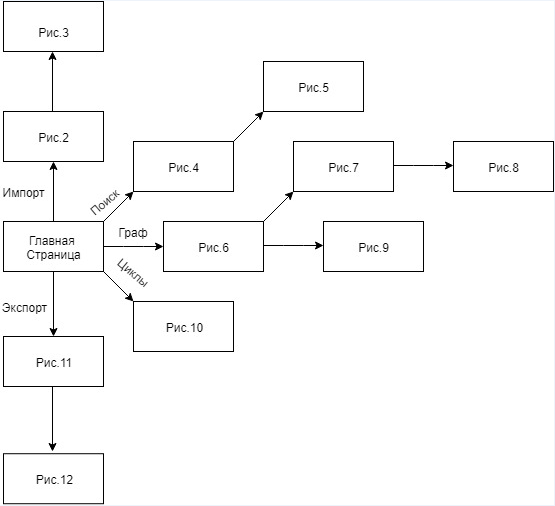 Рис.3
Рис.5
Рис.2
Рис.4
Рис.7
Рис.8
Импорт
Поиск
Главная
Страница
Граф
Рис.6
Рис.9
Циклы
Экспорт
Рис.10
Рис.11
Рис.12